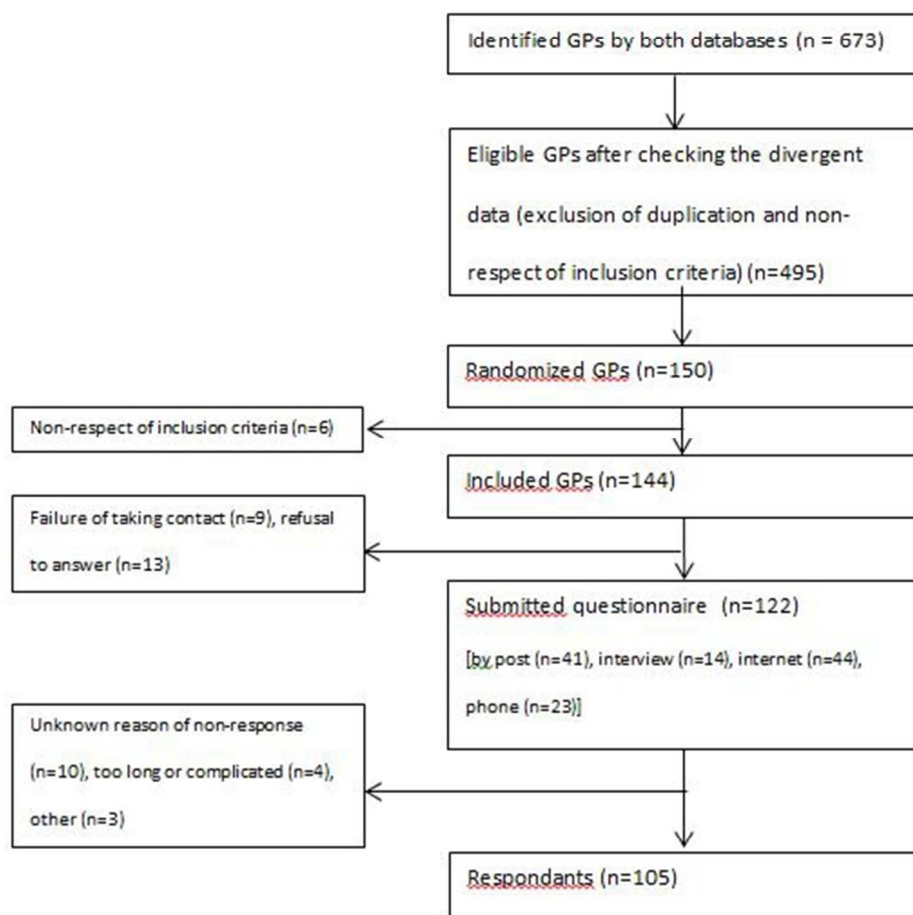 Identified GPs by both databases (n = 673)
Eligible GPs after checking the divergent
data (exclusion of duplication and non-
respect of inclusion criteria) (n=495)
Randomized GPs (n=150)
Non-respect of inclusion criteria (n=6)
Included GPs (n=144)
Failure of taking contact (n=9), refusal
to answer (n=13)
Submitted questionnaire (n=122)
[by post (n=41), interview (n=14), internet (n=44),
phone (n=23)]
Unknown reason of non-response
(n=10), too long or complicated (n=4),
other (n=3)
Respondants (n=105)